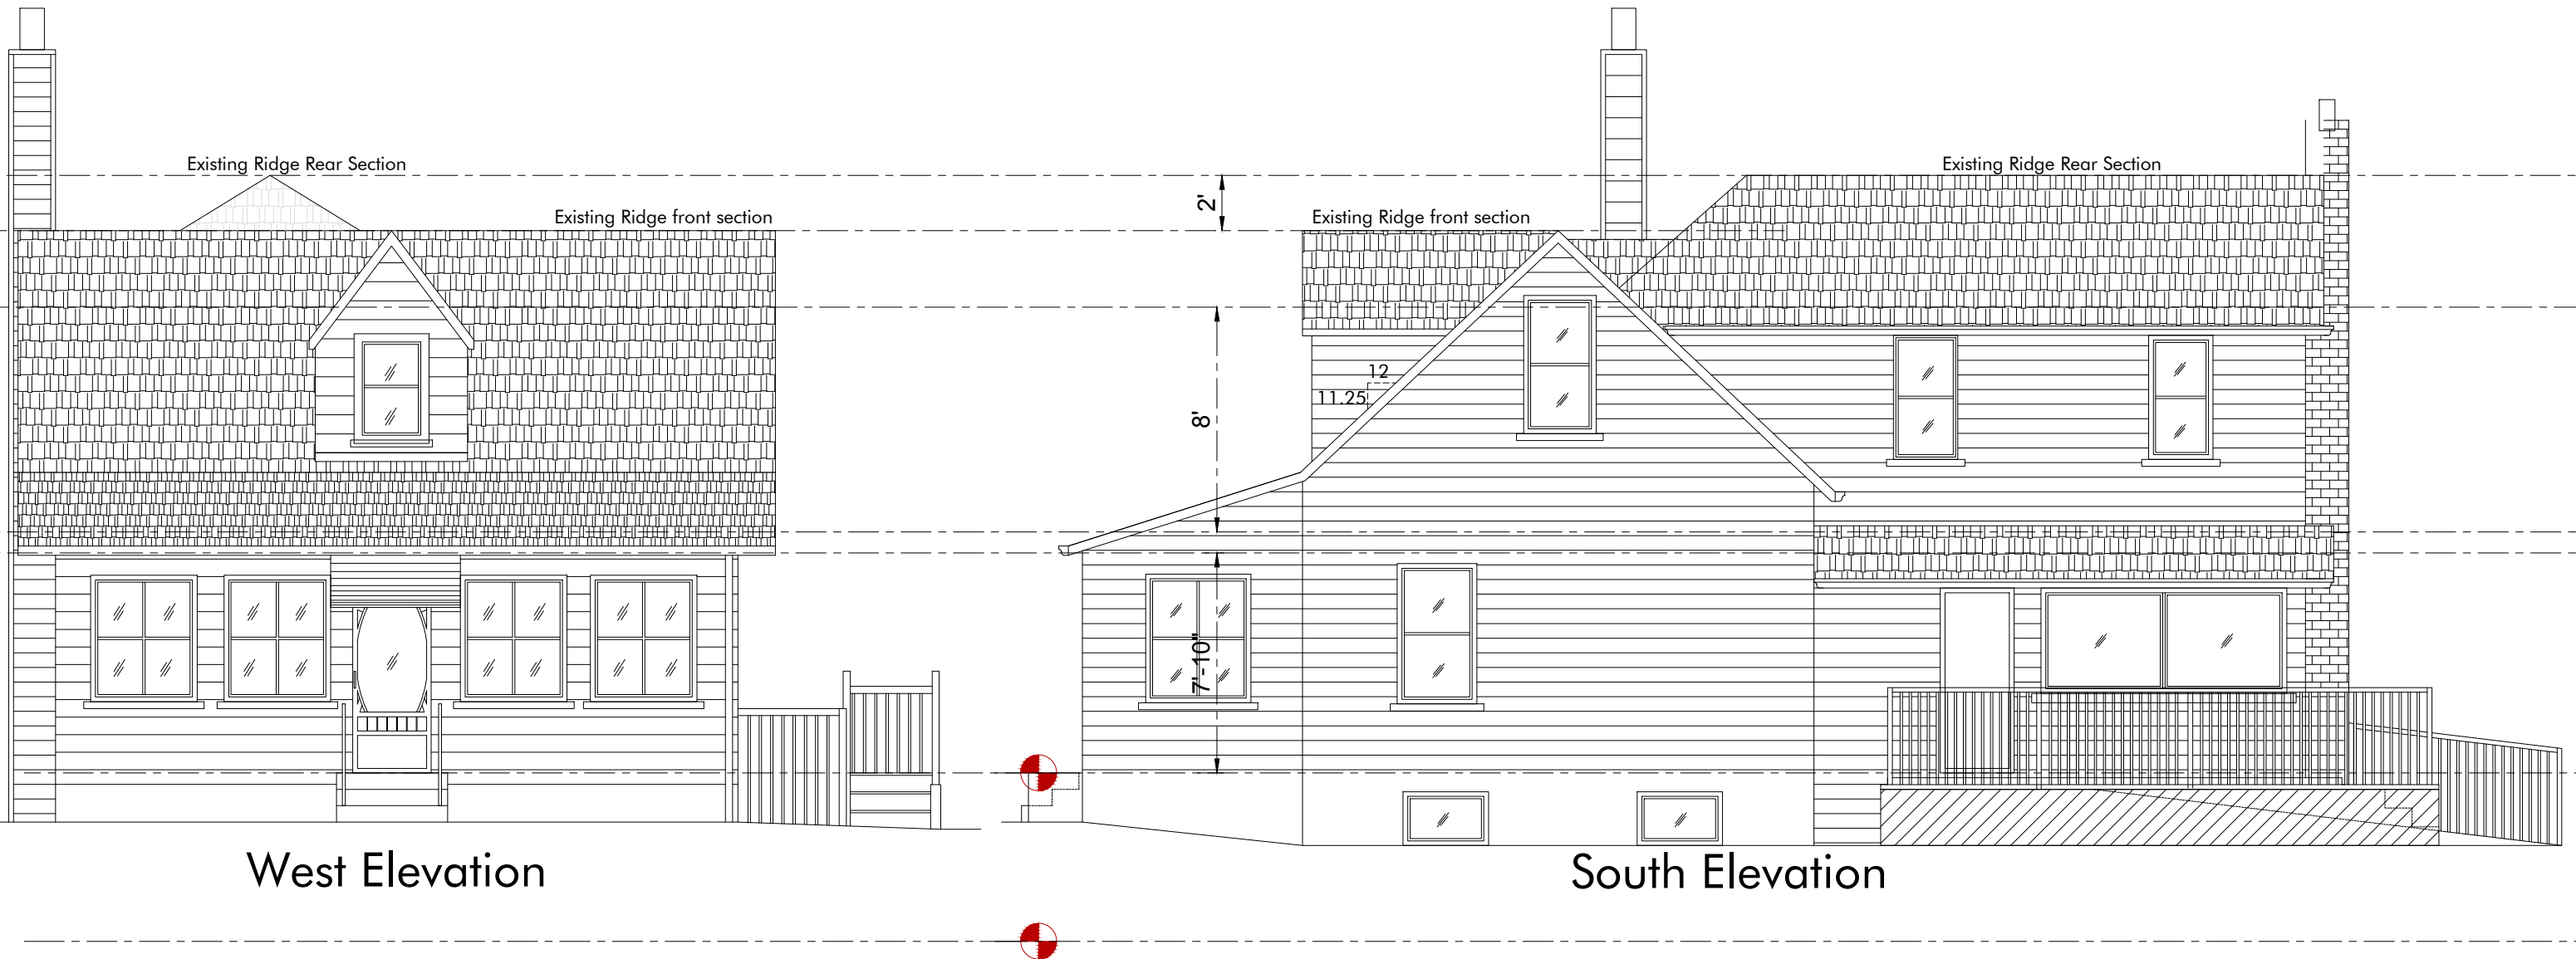 Existing Ridge Rear Section
Existing Ridge front section
West Elevation
2'
8'
7'-10"
Existing Ridge Rear Section
Existing Ridge front section
12
11.25
South Elevation